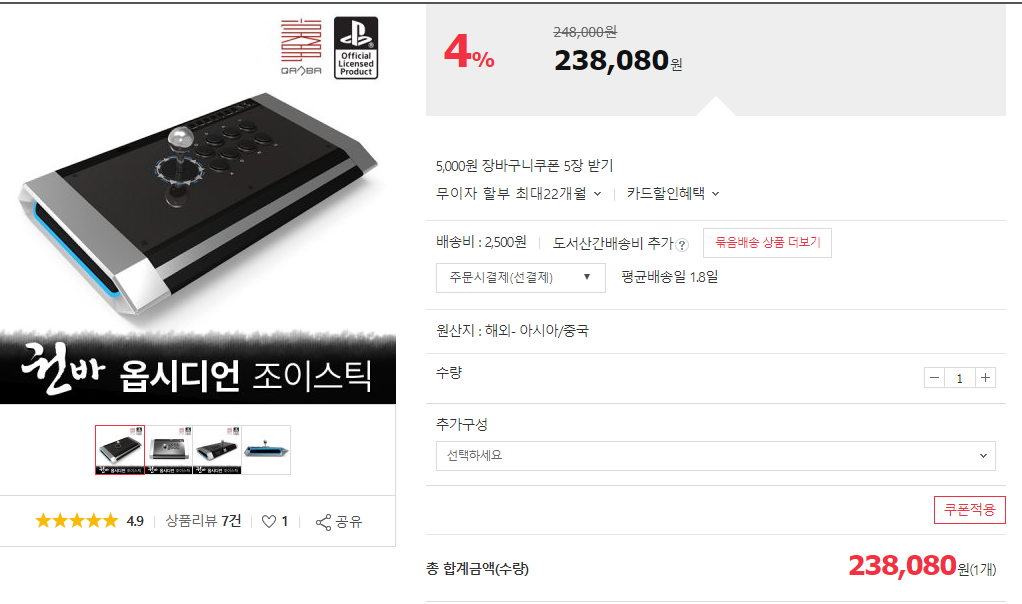 QANBA
Official
Licensed
Product
권바 옵시디언 조이스틱
★★★★★ 4.9 상품리뷰 7건 1 공유
4%
248,000원
238,080원
5,000원 장바구니쿠폰 5장 받기
무이자 할부 최대22개월 카드할인혜택
배송비 : 2,500원 도서산간배송비 추가? 묶음배송 상품 더보기
주문시결제(선결제) ▼ 평균배송일 1.8일
원산지 : 해외- 아시아/중국
수량 − 1 +
추가구성
선택하세요
쿠폰적용
총 합계금액(수량) 238,080원(1개)